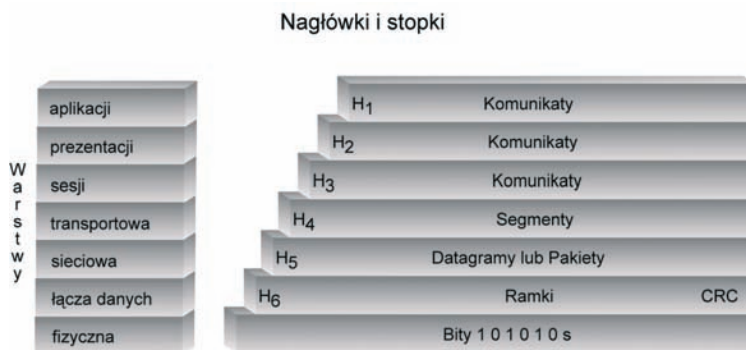 Nagłówki i stopki
Warstwy
aplikacji
H1 Komunikaty
prezentacji
H2 Komunikaty
sesji
H3 Komunikaty
transportowa
H4 Segmenty
sieciowa
H5 Datagramy lub Pakiety
łącza danych
H6 Ramki CRC
fizyczna
Bity 1 0 1 0 1 0 s